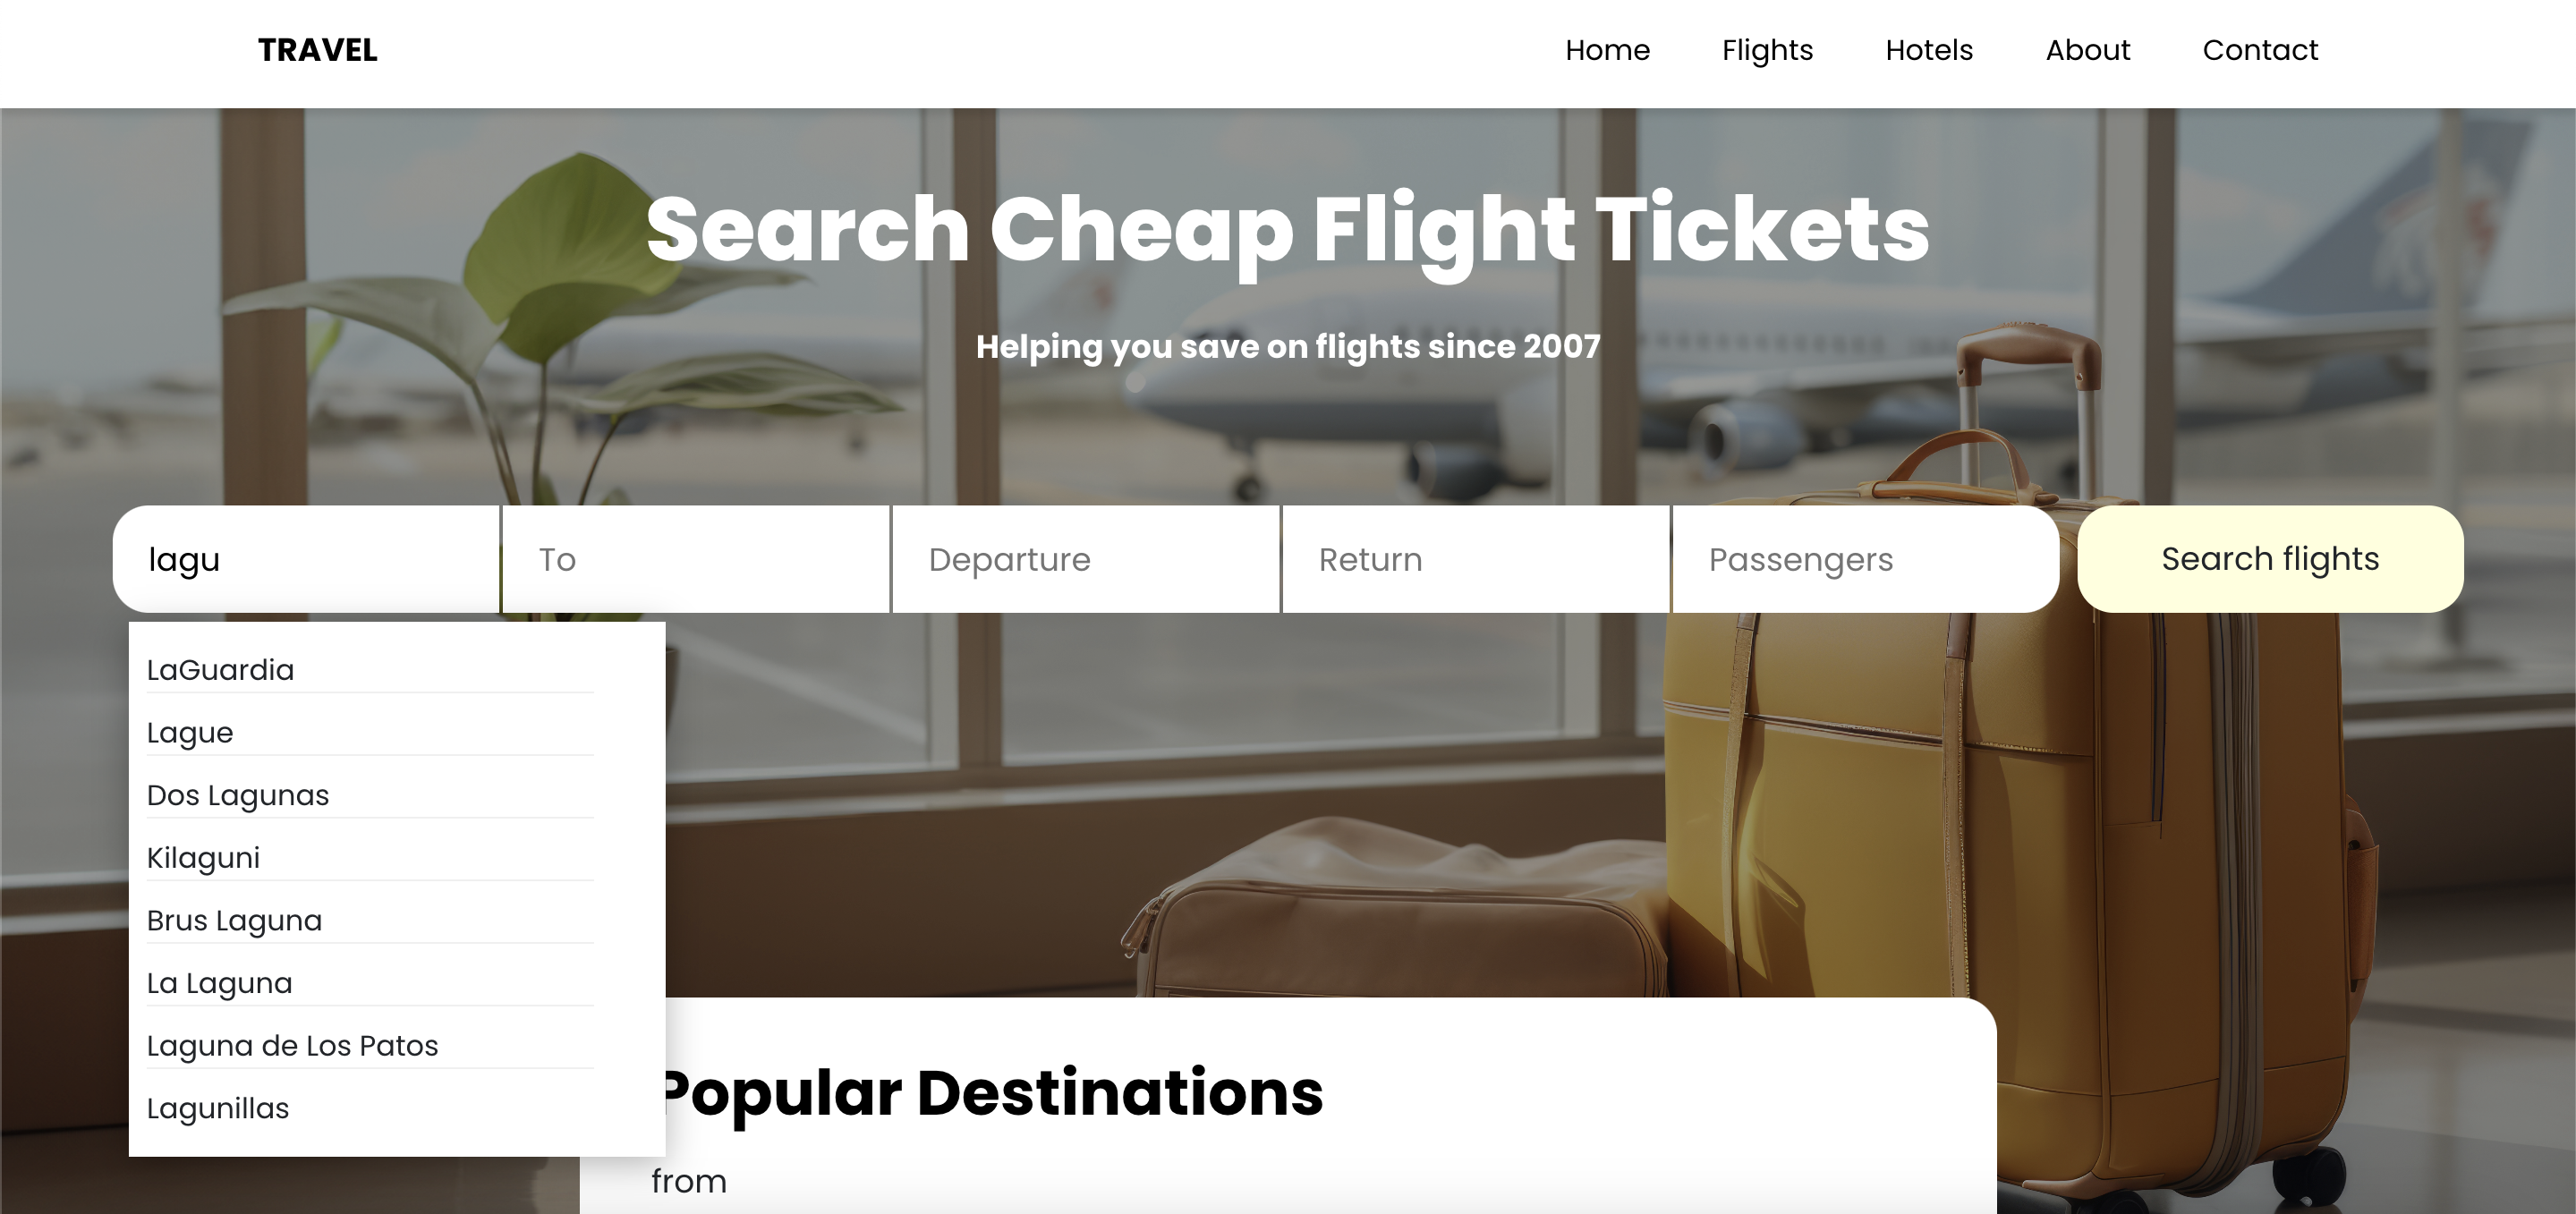 TRAVEL
Home Flights Hotels About Contact
Search Cheap Flight Tickets
Helping you save on flights since 2007
lagu To Departure Return Passengers Search flights
LaGuardia
Lague
Dos Lagunas
Kilaguni
Brus Laguna
La Laguna
Laguna de Los Patos
Lagunillas
Popular Destinations
from